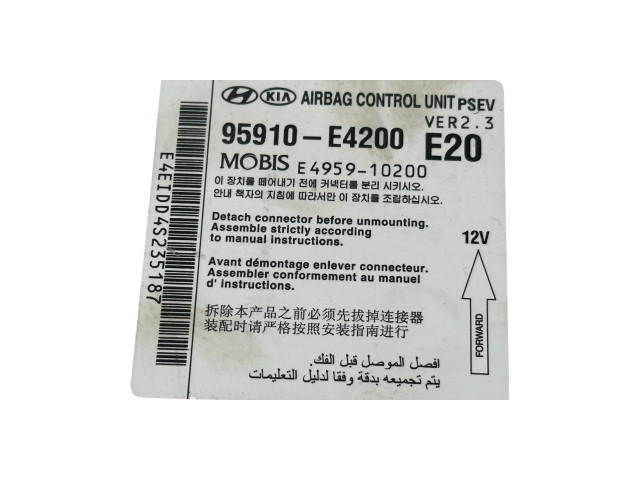 HYUNDAI KIA AIRBAG CONTROL UNIT PSEV
VER2.3
95910-E4200 E20
MOBIS E4959-10200
이 장치를 떼어내기 전에 커넥터를 분리 시키시오.
안내 책자의 지침에 따라서만 이 장치를 조립하십시오.
Detach connector before unmounting.
Assemble strictly according
to manual instructions.
12V
Avant démontage enlever connecteur.
Assembler conformement au manuel
d' instructions.
FORWARD
拆除本产品之前必须先拔掉连接器
装配时请严格按照安装指南进行
افصل الموصل قبل الفك.
يتم تجميعه بدقة وفقا لدليل التعليمات
E4EIDD4S235187